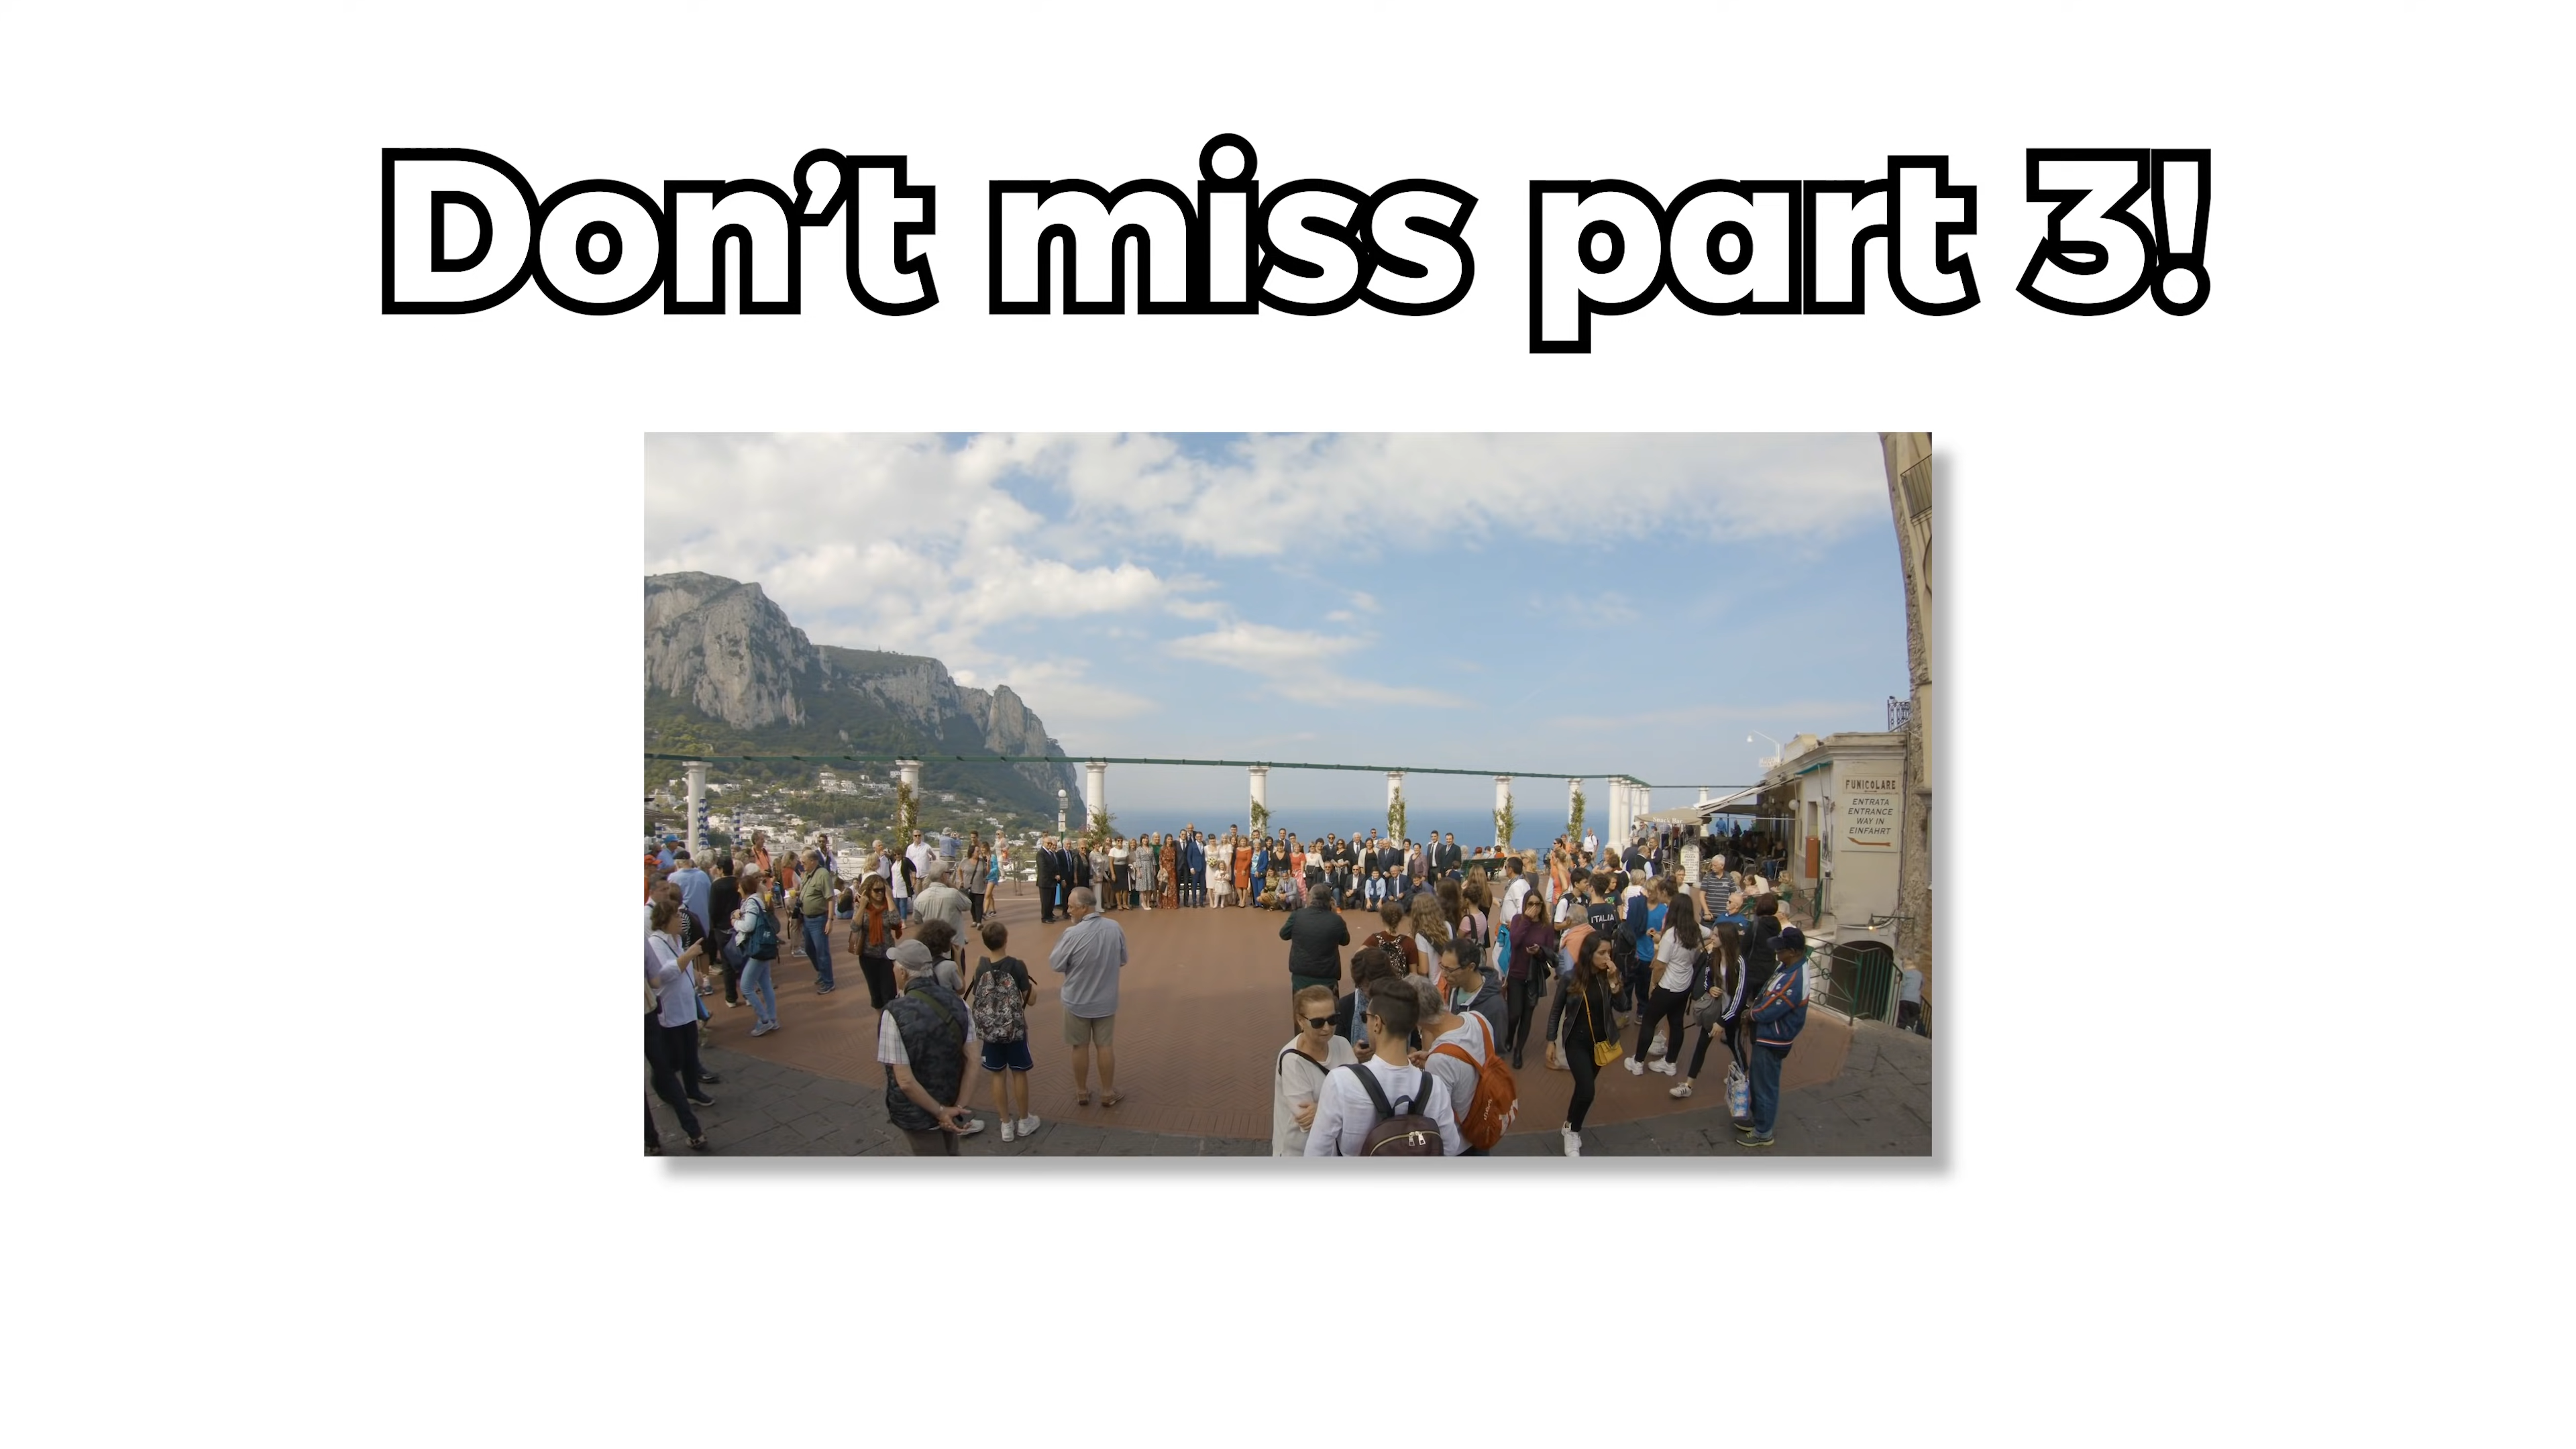 Don’t miss part 3!
FUNICOLARE
ENTRATA
ENTRANCE
WAY IN
EINFAHRT
ITALIA